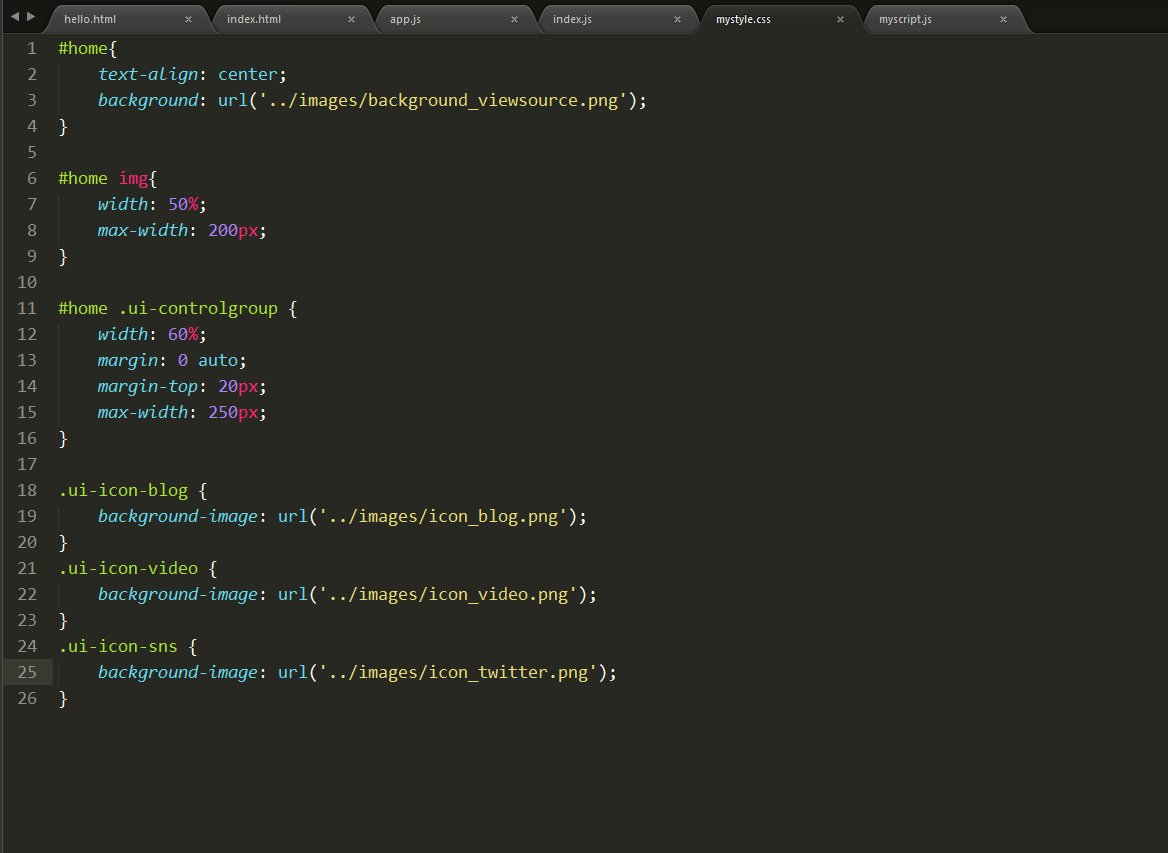 hello.html × index.html × app.js × index.js × mystyle.css × myscript.js ×
1 #home{
2     text-align: center;
3     background: url('../images/background_viewsource.png');
4 }
5
6 #home img{
7     width: 50%;
8     max-width: 200px;
9 }
10
11 #home .ui-controlgroup {
12     width: 60%;
13     margin: 0 auto;
14     margin-top: 20px;
15     max-width: 250px;
16 }
17
18 .ui-icon-blog {
19     background-image: url('../images/icon_blog.png');
20 }
21 .ui-icon-video {
22     background-image: url('../images/icon_video.png');
23 }
24 .ui-icon-sns {
25     background-image: url('../images/icon_twitter.png');
26 }